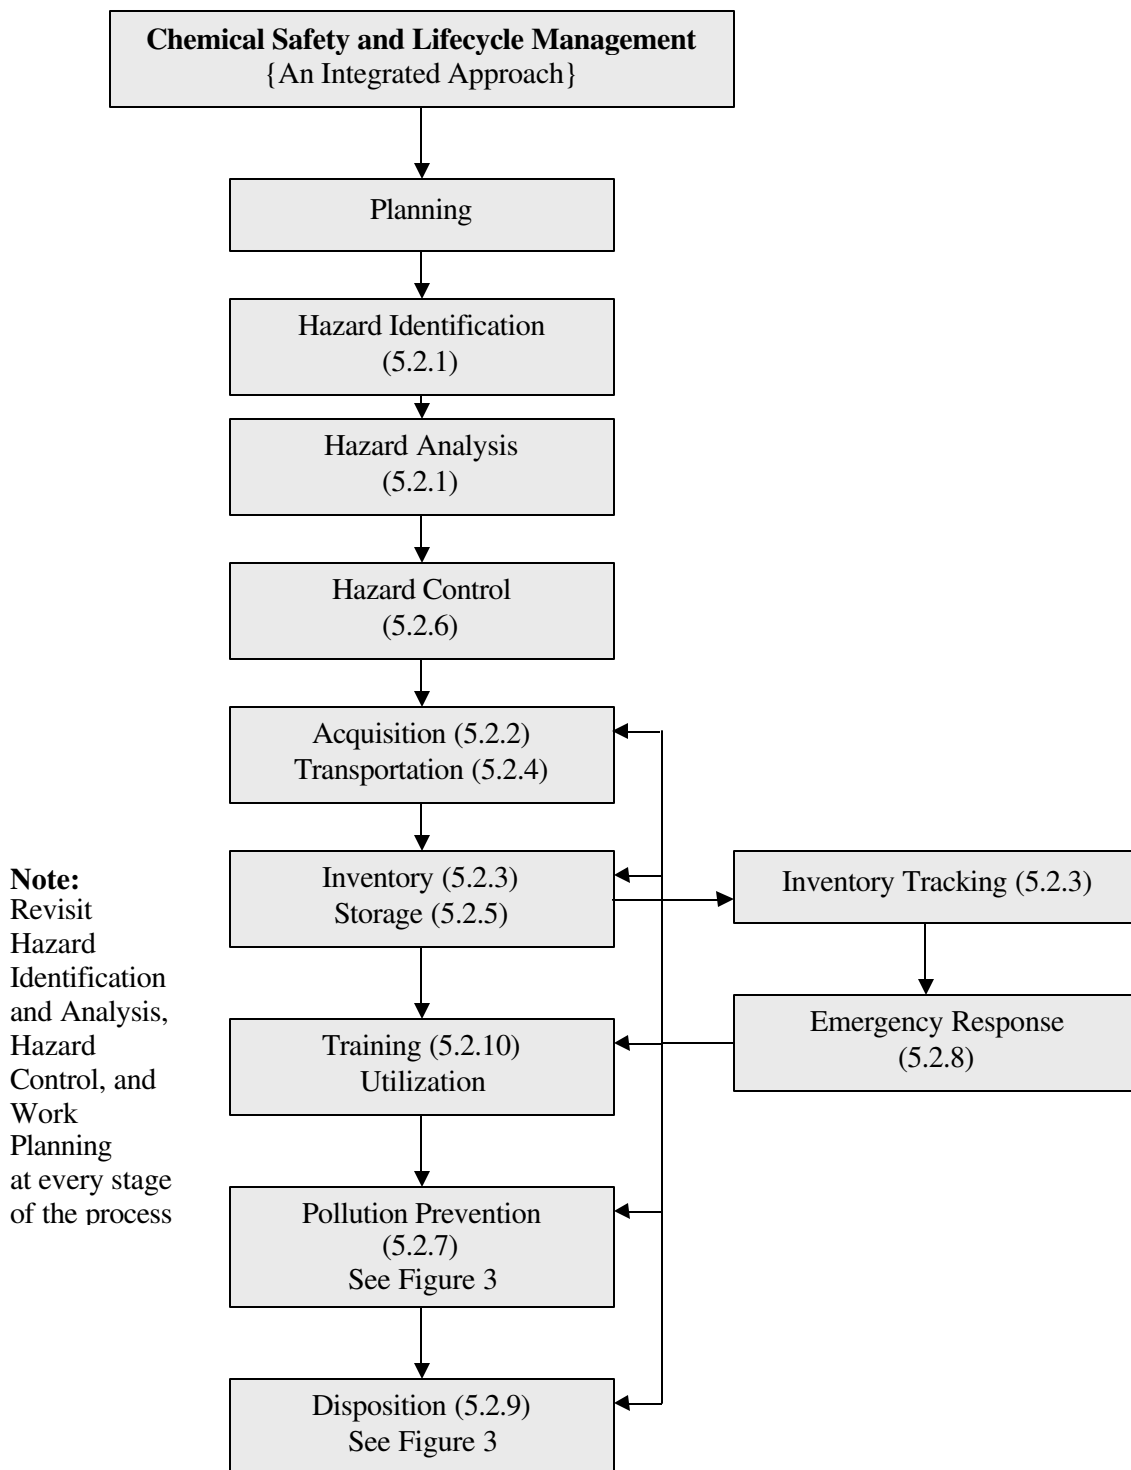 Chemical Safety and Lifecycle Management
{An Integrated Approach}
Planning
Hazard Identification
(5.2.1)
Hazard Analysis
(5.2.1)
Hazard Control
(5.2.6)
Acquisition (5.2.2)
Transportation (5.2.4)
Inventory (5.2.3)
Storage (5.2.5)
Inventory Tracking (5.2.3)
Note:
Revisit
Hazard
Identification
and Analysis,
Hazard
Control, and
Work
Planning
at every stage
of the process
Training (5.2.10)
Utilization
Emergency Response
(5.2.8)
Pollution Prevention
(5.2.7)
See Figure 3
Disposition (5.2.9)
See Figure 3